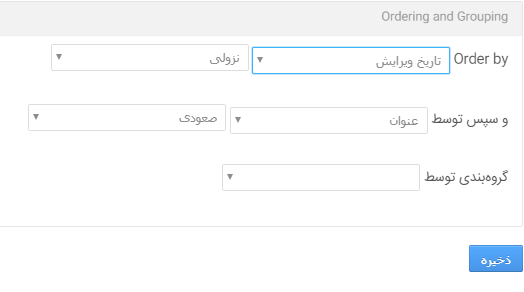 Ordering and Grouping
Order by تاریخ ویرایش نزولی
و سپس توسط عنوان صعودی
گروه‌بندی توسط
ذخیره